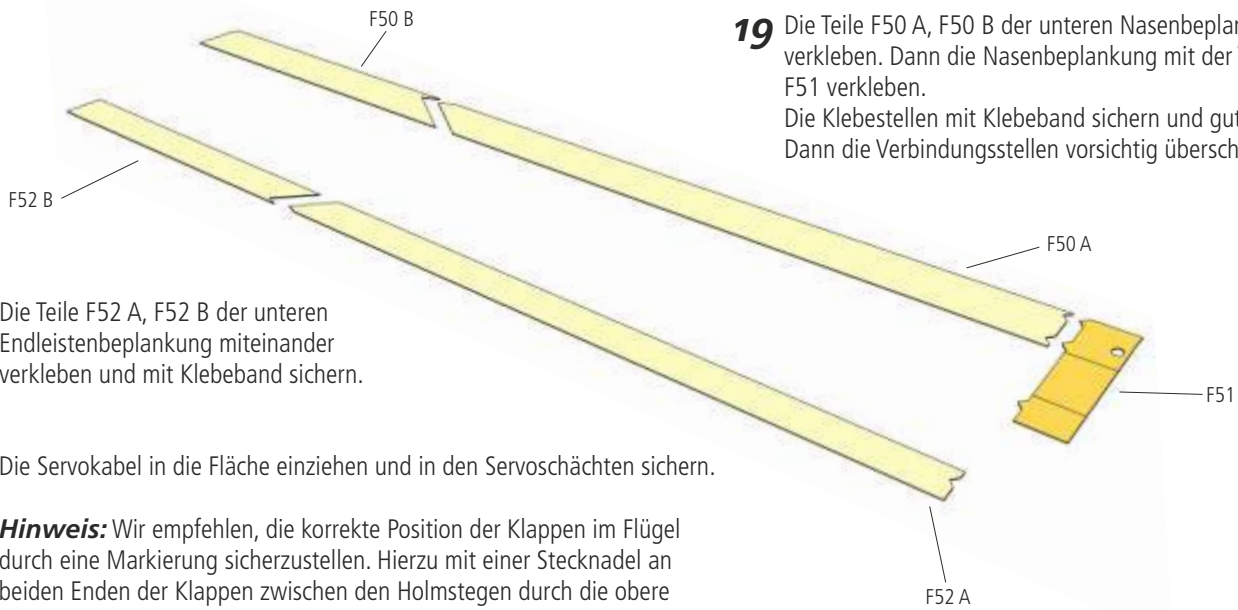 F50 B
19 Die Teile F50 A, F50 B der unteren
verkleben. Dann die Nasenbeplankung mit der
F51 verkleben.
Die Klebestellen mit Klebeband sichern und gut
Dann die Verbindungsstellen vorsichtig
F52 B
F50 A
Die Teile F52 A, F52 B der unteren
Endleistenbeplankung miteinander
verkleben und mit Klebeband sichern.
F51
Die Servokabel in die Fläche einziehen und in den Servoschächten sichern.
Hinweis: Wir empfehlen, die korrekte Position der Klappen im Flügel
durch eine Markierung sicherzustellen. Hierzu mit einer Stecknadel an
beiden Enden der Klappen zwischen den Holmstegen durch die obere
F52 A